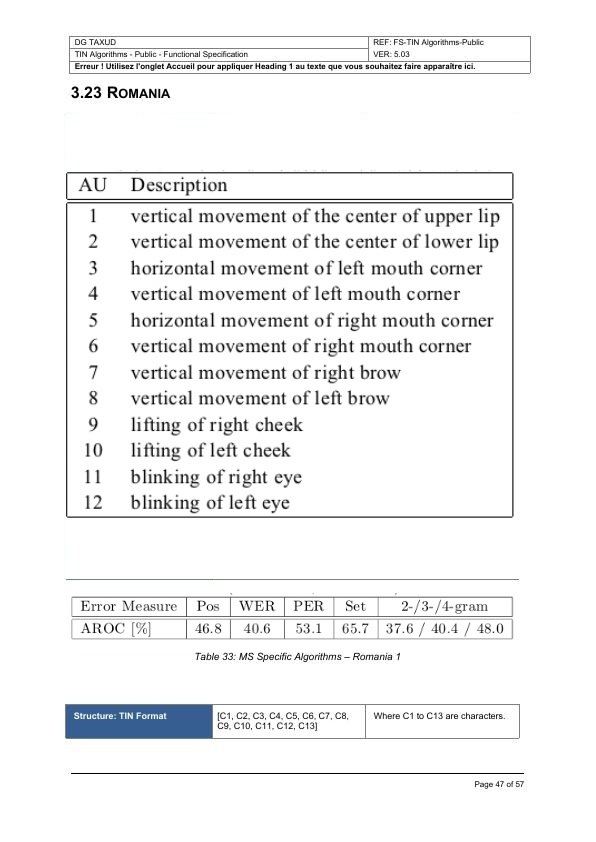 DG TAXUD REF: FS-TIN Algorithms-Public
TIN Algorithms - Public - Functional Specification VER: 5.03
Erreur ! Utilisez l'onglet Accueil pour appliquer Heading 1 au texte que vous souhaitez faire apparaître ici.
3.23 ROMANIA
AU Description
1 vertical movement of the center of upper lip
2 vertical movement of the center of lower lip
3 horizontal movement of left mouth corner
4 vertical movement of left mouth corner
5 horizontal movement of right mouth corner
6 vertical movement of right mouth corner
7 vertical movement of right brow
8 vertical movement of left brow
9 lifting of right cheek
10 lifting of left cheek
11 blinking of right eye
12 blinking of left eye
Error Measure Pos WER PER Set 2-/3-/4-gram
AROC [%] 46.8 40.6 53.1 65.7 37.6 / 40.4 / 48.0
Table 33: MS Specific Algorithms – Romania 1
Structure: TIN Format [C1, C2, C3, C4, C5, C6, C7, C8, Where C1 to C13 are characters.
C9, C10, C11, C12, C13]
Page 47 of 57